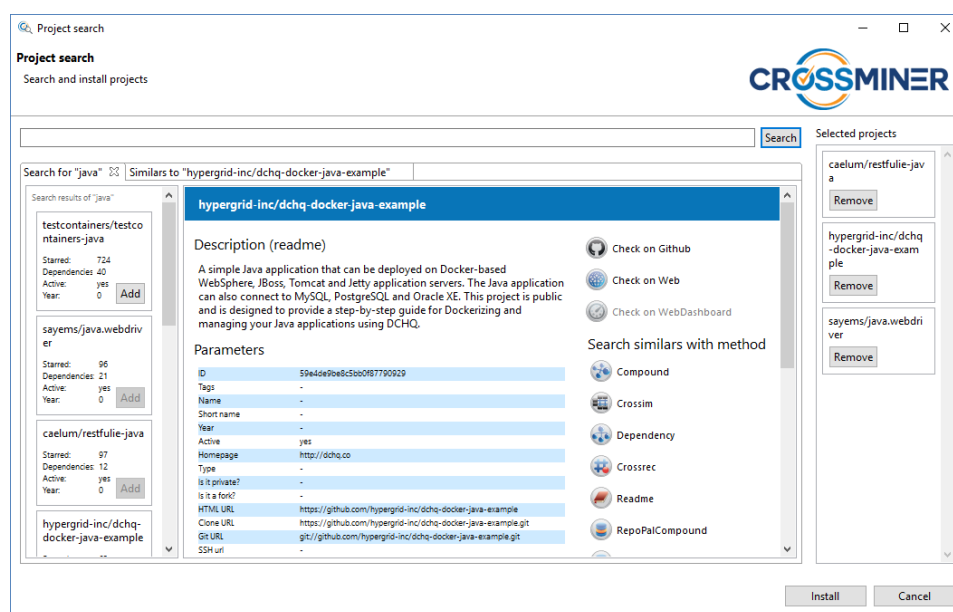 Project search
Project search
Search and install projects
CROSSMINER
Search
Selected projects
Search for "java"
Similars to "hypergrid-inc/dchq-docker-java-example"
Search results of "java"
testcontainers/testco
ntainers-java
Starred: 724
Dependencies: 40
Active: yes
Year: 0
Add
sayems/java.webdriv
er
Starred: 96
Dependencies: 21
Active: yes
Year: 0
Add
caelum/restfulie-java
Starred: 97
Dependencies: 12
Active: yes
Year: 0
Add
hypergrid-inc/dchq-
docker-java-example
hypergrid-inc/dchq-docker-java-example
Description (readme)
A simple Java application that can be deployed on Docker-based
WebSphere, JBoss, Tomcat and Jetty application servers. The Java application
can also connect to MySQL, PostgreSQL and Oracle XE. This project is public
and is designed to provide a step-by-step guide for Dockerizing and
managing your Java applications using DCHQ.
Parameters
ID 59e4de9be8c5bb0f87790929
Tags -
Name -
Short name -
Year -
Active yes
Homepage http://dchq.co
Type -
Is it private? -
Is it a fork? -
HTML URL https://github.com/hypergrid-inc/dchq-docker-java-example
Clone URL https://github.com/hypergrid-inc/dchq-docker-java-example.git
Git URL git://github.com/hypergrid-inc/dchq-docker-java-example.git
SSH url -
Check on Github
Check on Web
Check on WebDashboard
Search similars with method
Compound
Crossim
Dependency
Crossrec
Readme
RepoPalCompound
caelum/restfulie-jav
a
Remove
hypergrid-inc/dchq
-docker-java-exam
ple
Remove
sayems/java.webdri
ver
Remove
Install
Cancel